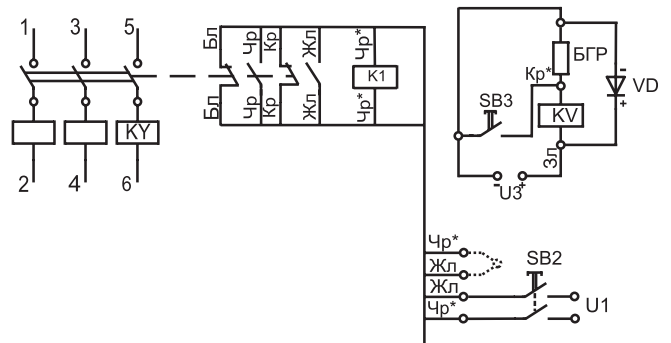 1 3 5
KY
2 4 6
Бл Чр Кр Жл Чр*
К1
Бл Чр Кр Жл Чр*
БГР
Кр*
VD
SB3
KV
Зл
- U3 +
- +
Чр*
Жл
Жл
Чр*
SB2
U1